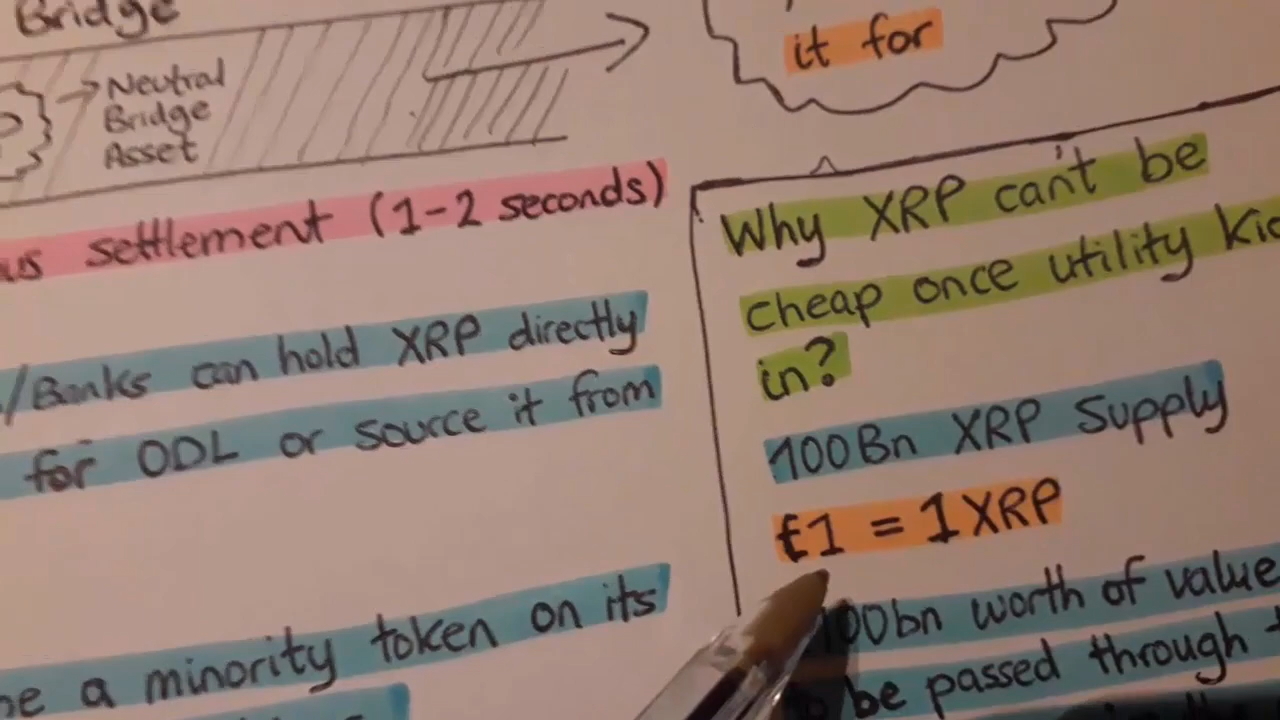 Bridge
Neutral
Bridge
Asset
it for
settlement (1-2 seconds)
/Banks can hold XRP directly
for ODL or source it from
a minority token on its
Why XRP can't be
cheap once utility
in?
100Bn XRP Supply
£1 = 1XRP
100bn worth of value
be passed through